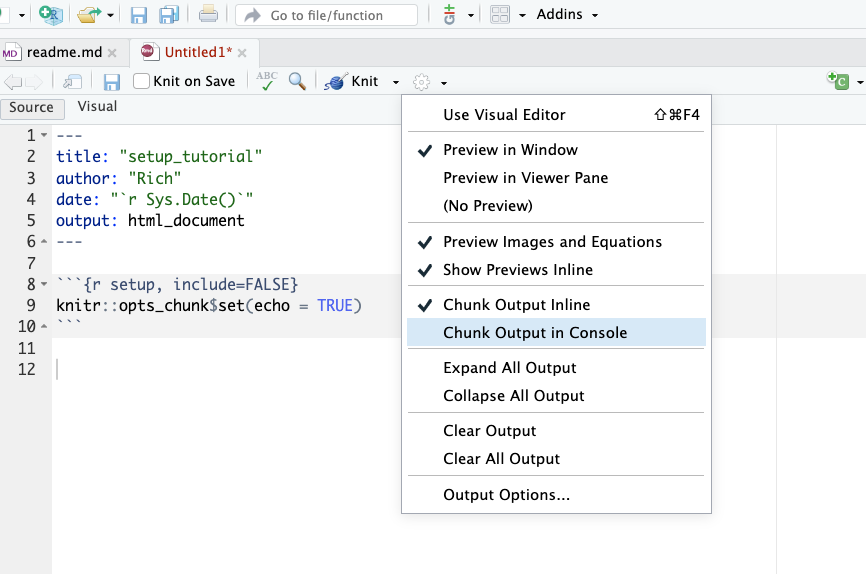 Go to file/function
Addins
MD readme.md
Rmd Untitled1*
Knit on Save
ABC
Knit
C
Source Visual
1 ---
2 title: "setup_tutorial"
3 author: "Rich"
4 date: "`r Sys.Date()`"
5 output: html_document
6 ---
7
8 ```{r setup, include=FALSE}
9 knitr::opts_chunk$set(echo = TRUE)
10 ```
11
12
Use Visual Editor ⇧⌘F4
Preview in Window
Preview in Viewer Pane
(No Preview)
Preview Images and Equations
Show Previews Inline
Chunk Output Inline
Chunk Output in Console
Expand All Output
Collapse All Output
Clear Output
Clear All Output
Output Options...